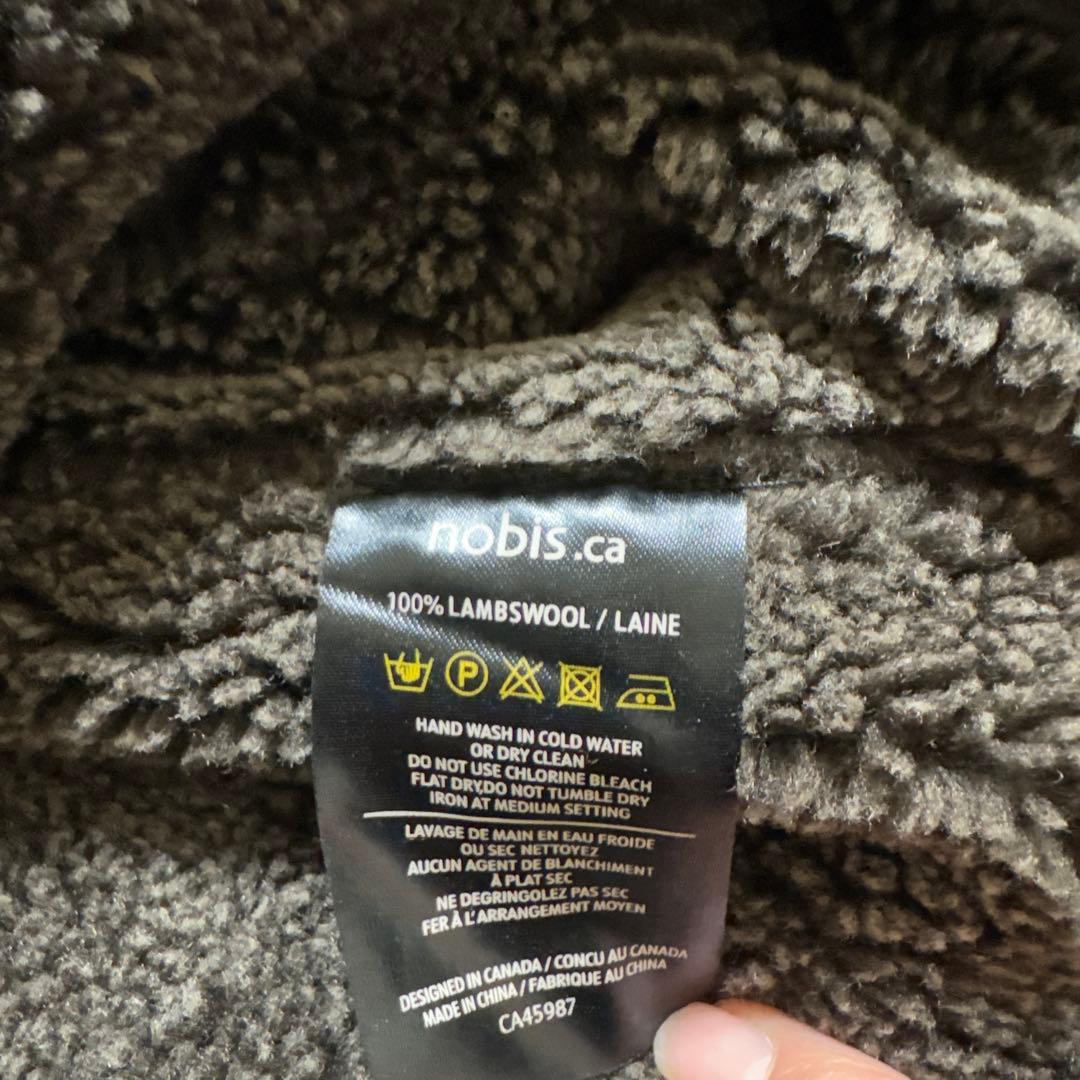 nobis.ca
100% LAMBSWOOL / LAINE
P
HAND WASH IN COLD WATER
OR DRY CLEAN
DO NOT USE CHLORINE BLEACH
FLAT DRY,DO NOT TUMBLE DRY
IRON AT MEDIUM SETTING
LAVAGE DE MAIN EN EAU FROIDE
OU SEC NETTOYEZ
AUCUN AGENT DE BLANCHIMENT
À PLAT SEC
NE DEGRINGOLEZ PAS SEC
FER À L'ARRANGEMENT MOYEN
DESIGNED IN CANADA / CONCU AU CANADA
MADE IN CHINA / FABRIQUE AU CHINA
CA45987